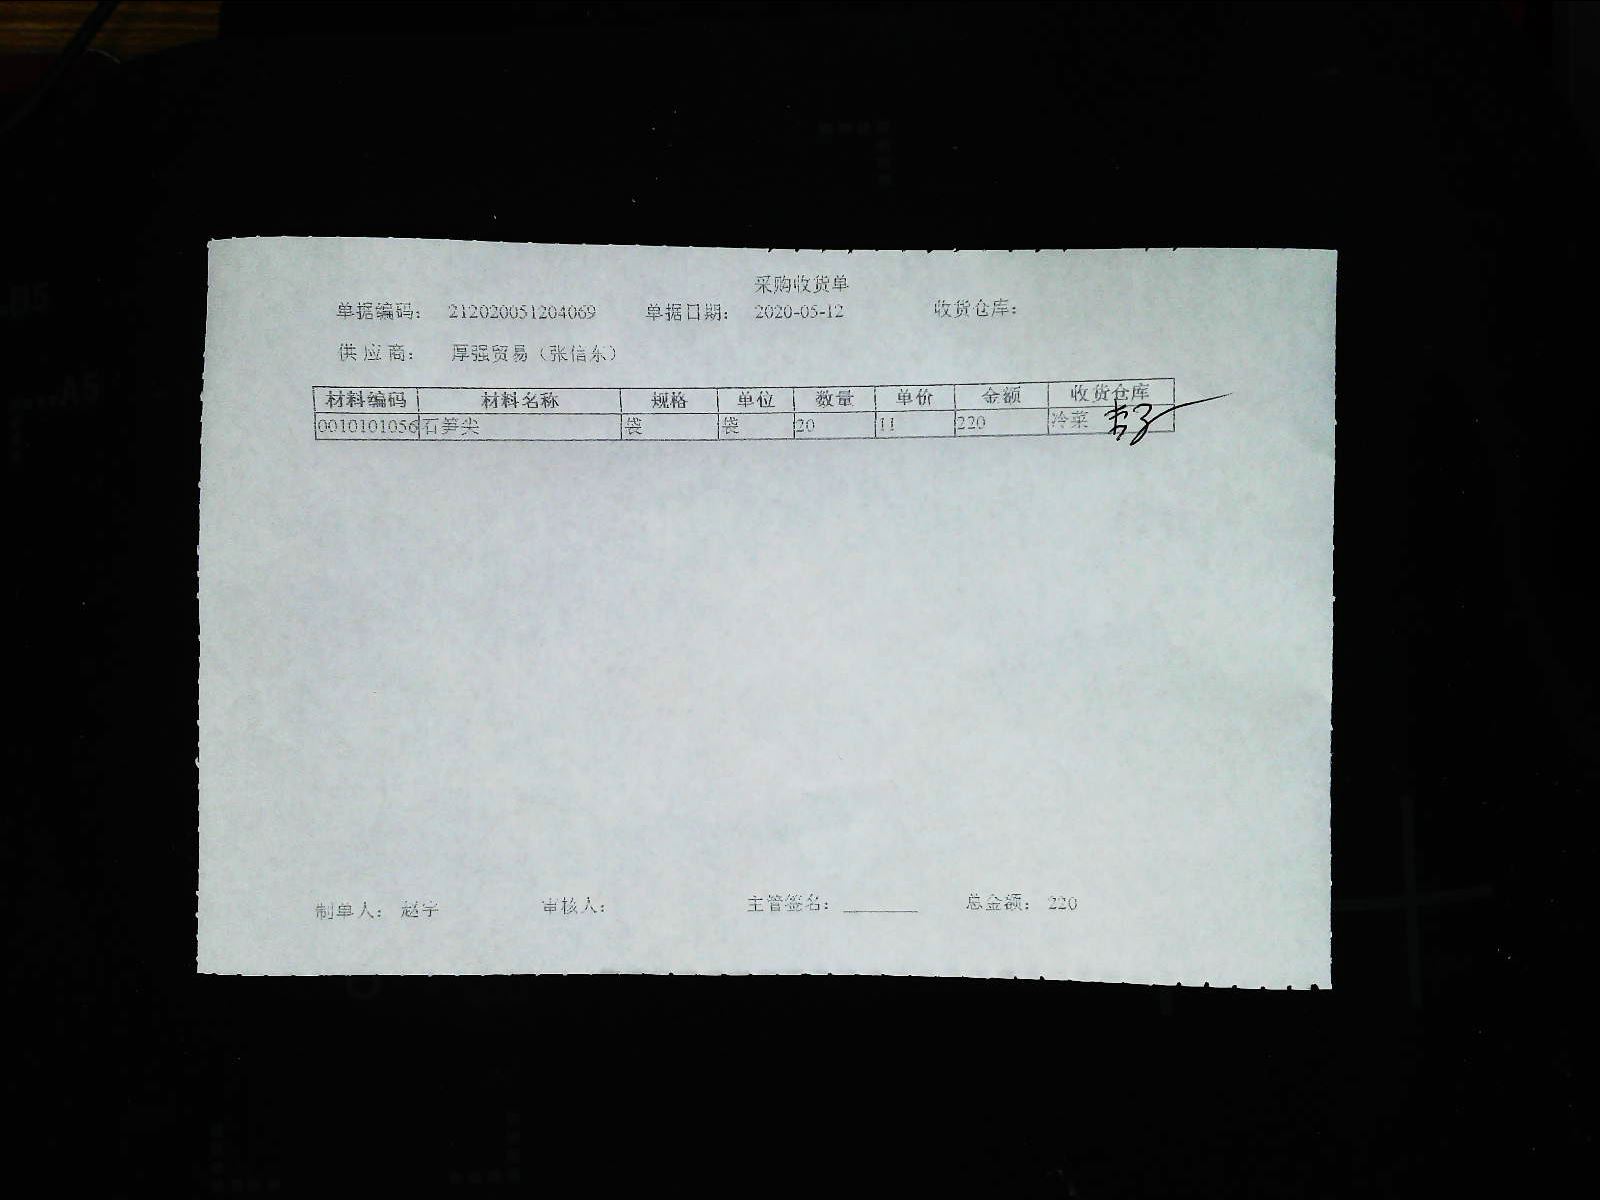 采购收货单
单据编码： 212020051204069 单据日期： 2020-05-12 收货仓库：
供应商： 厚强贸易（张信东）
材料编码 材料名称 规格 单位 数量 单价 金额 收货仓库
0010101056 石笋尖 袋 袋 20 11 220 冷菜
制单人： 赵宇 审核人： 主管签名： 总金额： 220